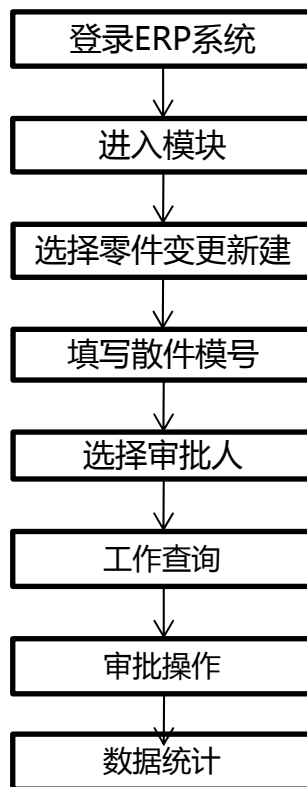 登录ERP系统
进入模块
选择零件变更新建
填写散件模号
选择审批人
工作查询
审批操作
数据统计